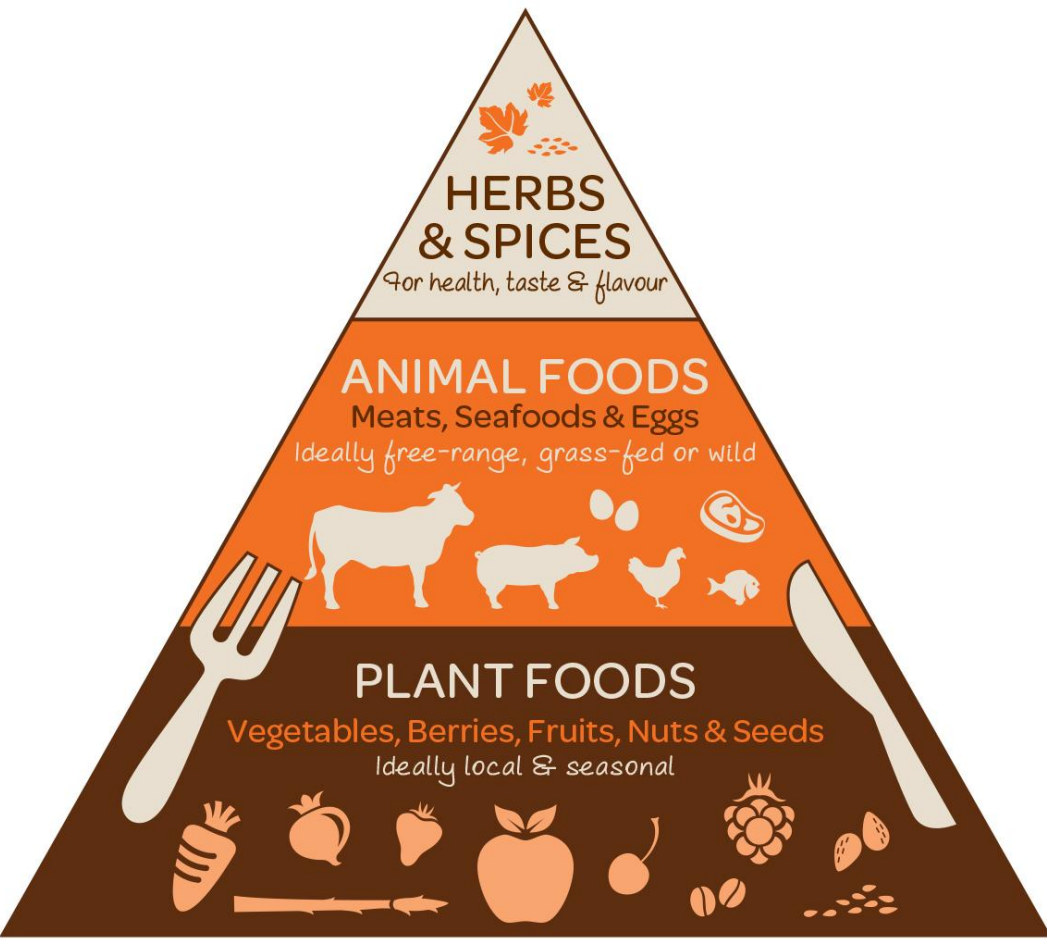 HERBS
& SPICES
For health, taste & flavour
ANIMAL FOODS
Meats, Seafoods & Eggs
Ideally free-range, grass-fed or wild
PLANT FOODS
Vegetables, Berries, Fruits, Nuts & Seeds
Ideally local & seasonal